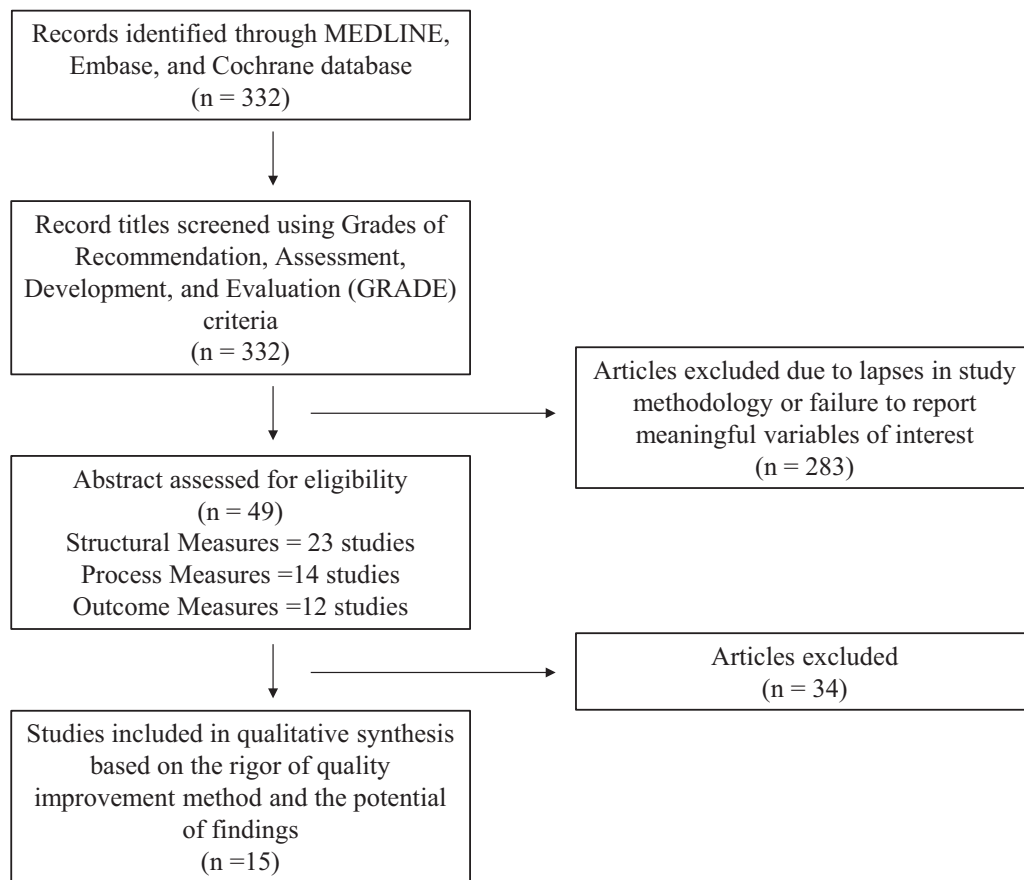 Records identified through MEDLINE,
Embase, and Cochrane database
(n = 332)
Record titles screened using Grades of
Recommendation, Assessment,
Development, and Evaluation (GRADE)
criteria
(n = 332)
Articles excluded due to lapses in study
methodology or failure to report
meaningful variables of interest
(n = 283)
Abstract assessed for eligibility
(n = 49)
Structural Measures = 23 studies
Process Measures =14 studies
Outcome Measures =12 studies
Articles excluded
(n = 34)
Studies included in qualitative synthesis
based on the rigor of quality
improvement method and the potential
of findings
(n =15)